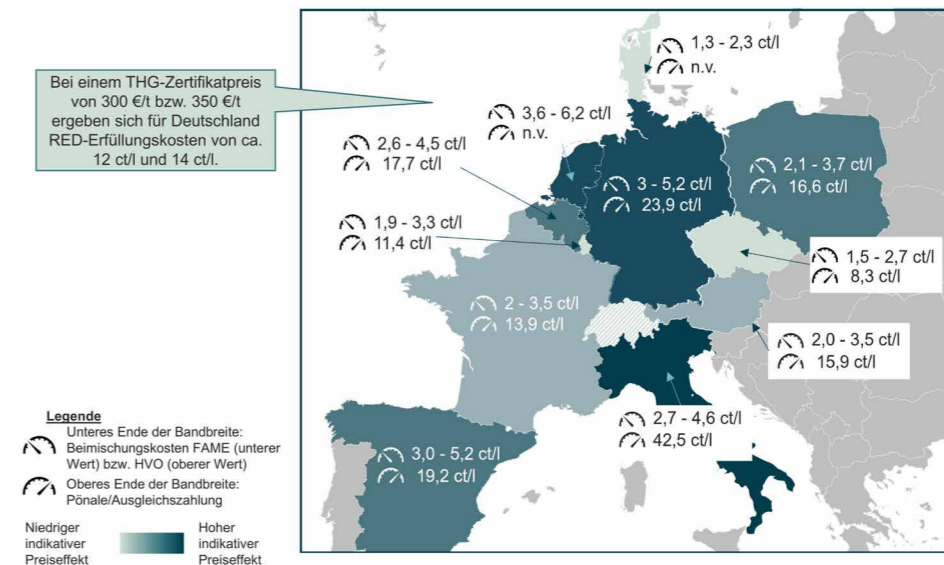 Bei einem THG-Zertifikatpreis
von 300 €/t bzw. 350 €/t
ergeben sich für Deutschland
RED-Erfüllungskosten von ca.
12 ct/l und 14 ct/l.
1,3 - 2,3 ct/l
n.v.
3,6 - 6,2 ct/l
n.v.
2,6 - 4,5 ct/l
17,7 ct/l
3 - 5,2 ct/l
23,9 ct/l
2,1 - 3,7 ct/l
16,6 ct/l
1,9 - 3,3 ct/l
11,4 ct/l
1,5 - 2,7 ct/l
8,3 ct/l
2 - 3,5 ct/l
13,9 ct/l
2,0 - 3,5 ct/l
15,9 ct/l
2,7 - 4,6 ct/l
42,5 ct/l
3,0 - 5,2 ct/l
19,2 ct/l
Legende
Unteres Ende der Bandbreite:
Beimischungskosten FAME (unterer
Wert) bzw. HVO (oberer Wert)
Oberes Ende der Bandbreite:
Pönale/Ausgleichszahlung
Niedriger
indikativer
Preiseffekt
Hoher
indikativer
Preiseffekt